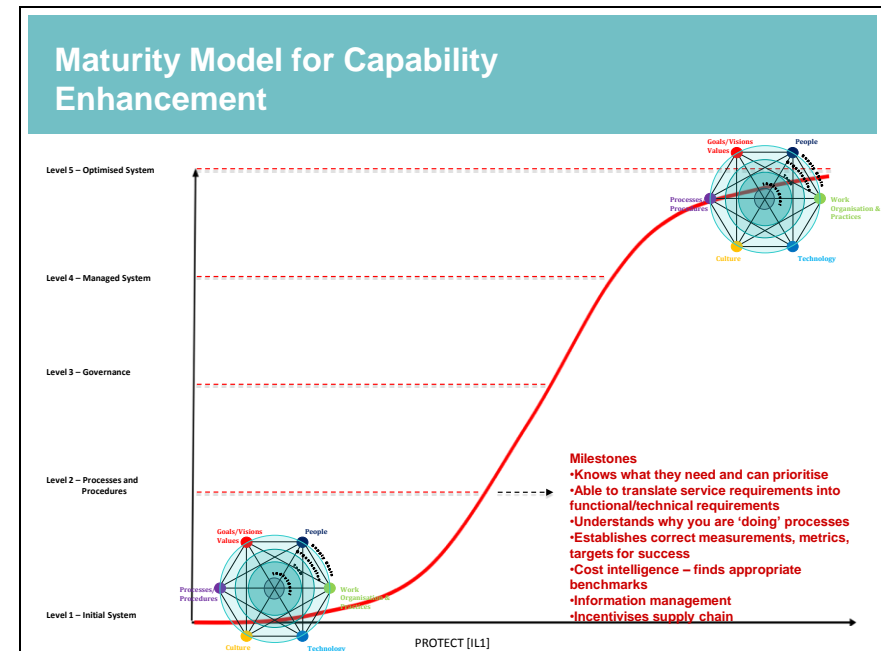 Maturity Model for Capability
Enhancement
Goals/Visions
Values
People
Level 5 – Optimised System
Processes/
Procedures
Work
Organisation &
Practices
Culture
Technology
Level 4 – Managed System
Level 3 – Governance
Level 2 – Processes and
Procedures
Milestones
•Knows what they need and can prioritise
•Able to translate service requirements into
functional/technical requirements
•Understands why you are ‘doing’ processes
•Establishes correct measurements, metrics,
targets for success
•Cost intelligence – finds appropriate
benchmarks
•Information management
•Incentivises supply chain
Goals/Visions
Values
People
Processes/
Procedures
Work
Organisation &
Practices
Culture
Technology
Level 1 – Initial System
PROTECT [IL1]